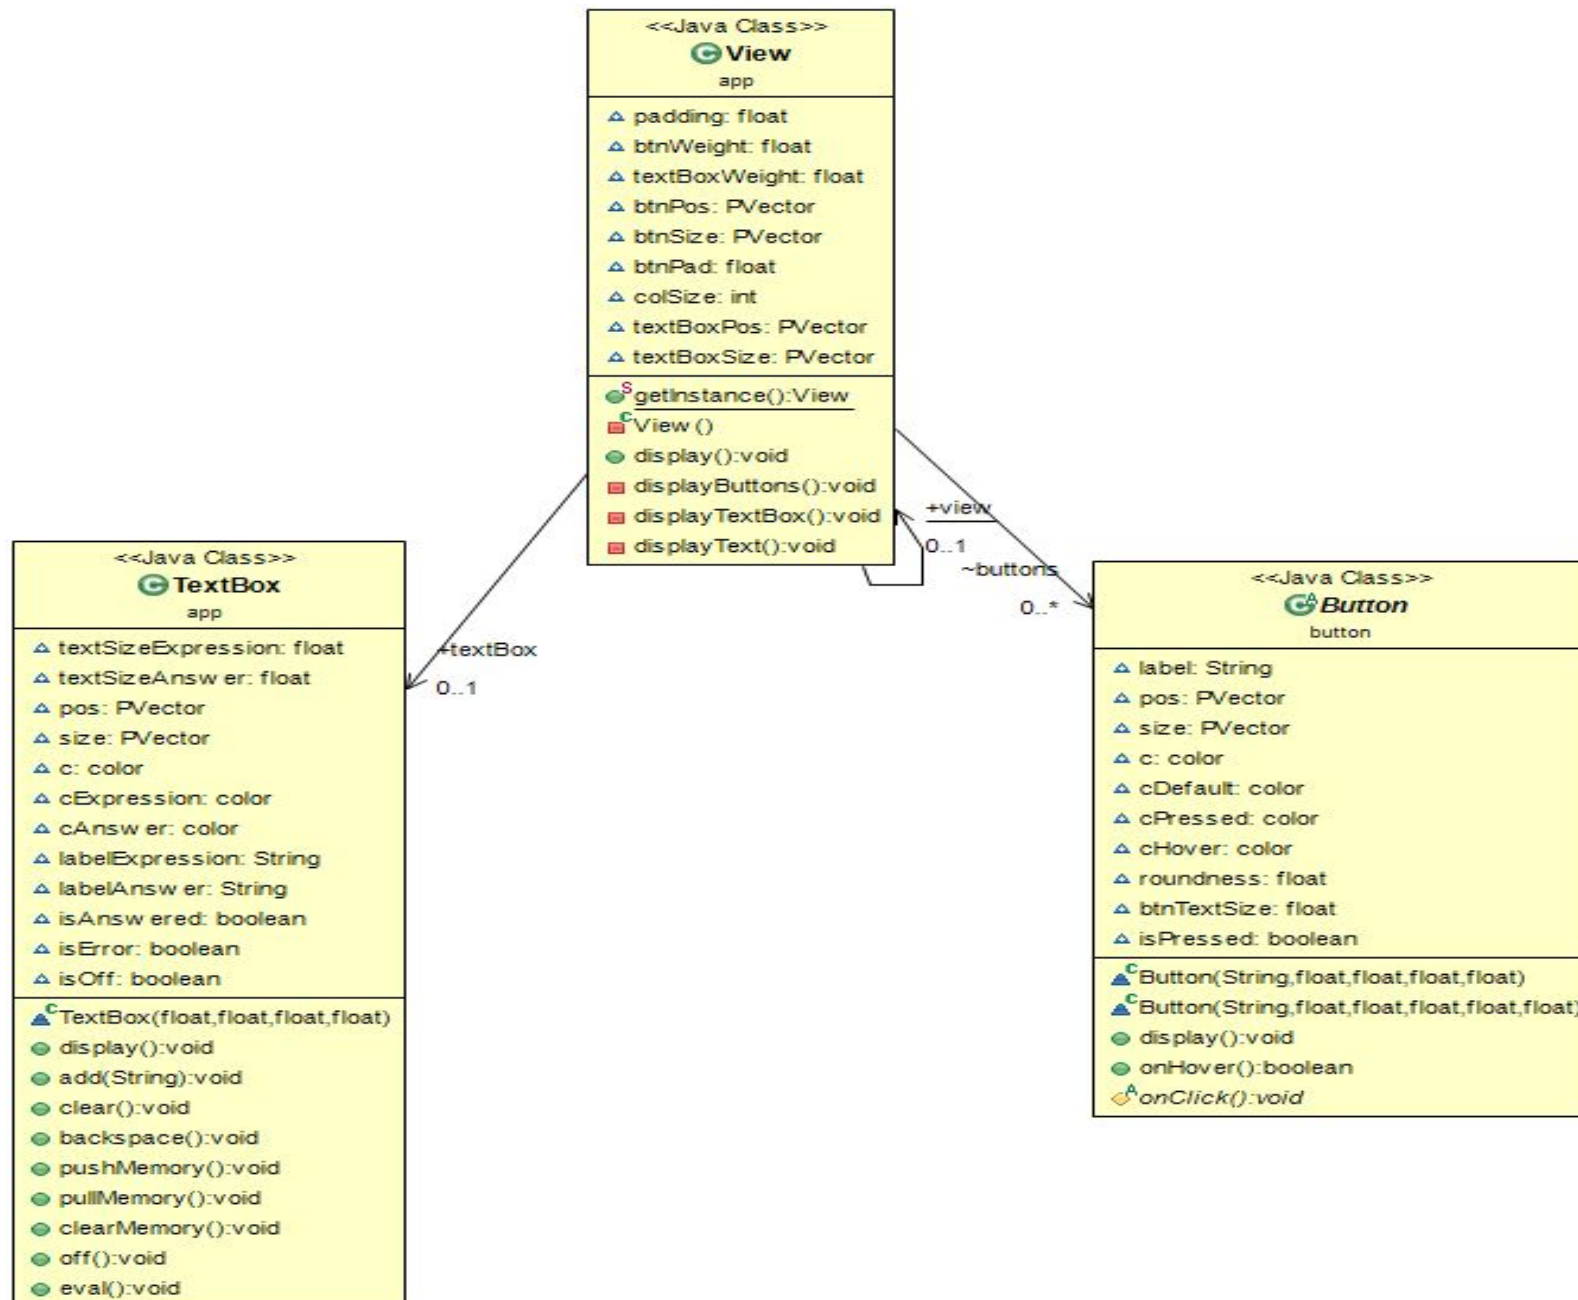 <<Java Class>>
View
app
padding: float
btnWeight: float
textBoxWeight: float
btnPos: PVector
btnSize: PVector
btnPad: float
colSize: int
textBoxPos: PVector
textBoxSize: PVector
getInstance():View
View()
display():void
displayButtons():void
displayTextBox():void
displayText():void
+view
0..1
~buttons
0..*
+textBox
0..1
<<Java Class>>
TextBox
app
textSizeExpression: float
textSizeAnswer: float
pos: PVector
size: PVector
c: color
cExpression: color
cAnswer: color
labelExpression: String
labelAnswer: String
isAnswered: boolean
isError: boolean
isOff: boolean
TextBox(float,float,float,float)
display():void
add(String):void
clear():void
backspace():void
pushMemory():void
pullMemory():void
clearMemory():void
off():void
eval():void
<<Java Class>>
Button
button
label: String
pos: PVector
size: PVector
c: color
cDefault: color
cPressed: color
cHover: color
roundness: float
btnTextSize: float
isPressed: boolean
Button(String,float,float,float,float)
Button(String,float,float,float,float,float)
display():void
onHover():boolean
onClick():void